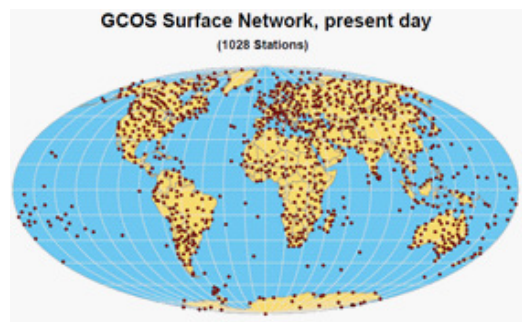 GCOS Surface Network, present day
(1028 Stations)